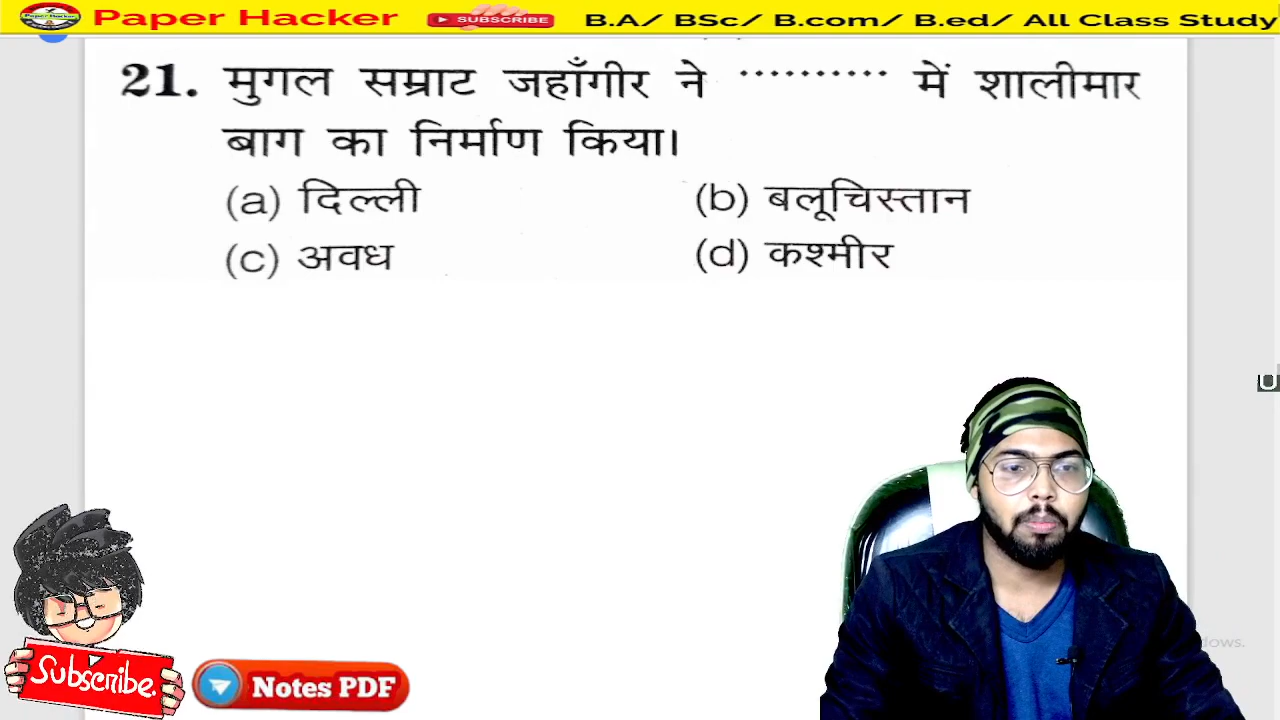 Paper Hacker SUBSCRIBE B.A/ BSc/ B.com/ B.ed/ All Class Study
21. मुगल सम्राट जहाँगीर ने ·········· में शालीमार
बाग का निर्माण किया।
(a) दिल्ली (b) बलूचिस्तान
(c) अवध (d) कश्मीर
U
dows.
Subscribe.
Notes PDF